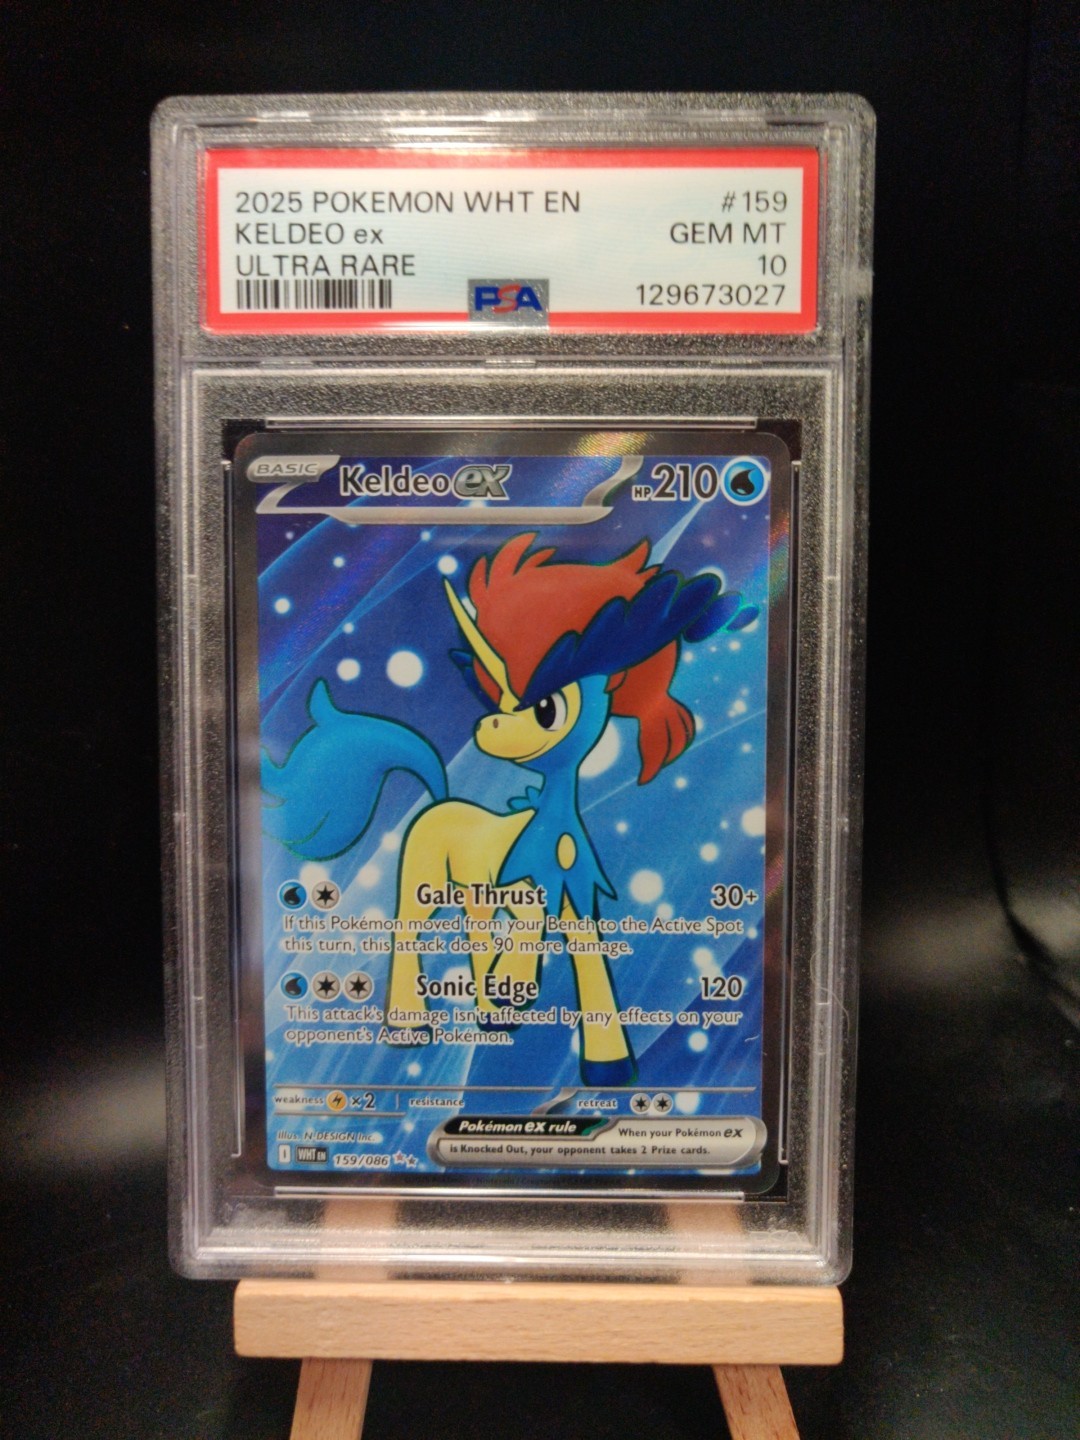 2025 POKEMON WHT EN #159
KELDEO ex GEM MT
ULTRA RARE 10
PSA 129673027
BASIC Keldeo ex HP 210
Gale Thrust 30+
If this Pokémon moved from your Bench to the Active Spot
this turn, this attack does 90 more damage.
Sonic Edge 120
This attack's damage isn't affected by any effects on your
opponent's Active Pokémon.
weakness ×2 resistance retreat
Pokémon ex rule When your Pokémon ex
is Knocked Out, your opponent takes 2 Prize cards.
Illus. N-DESIGN Inc.
I WHT EN 159/086